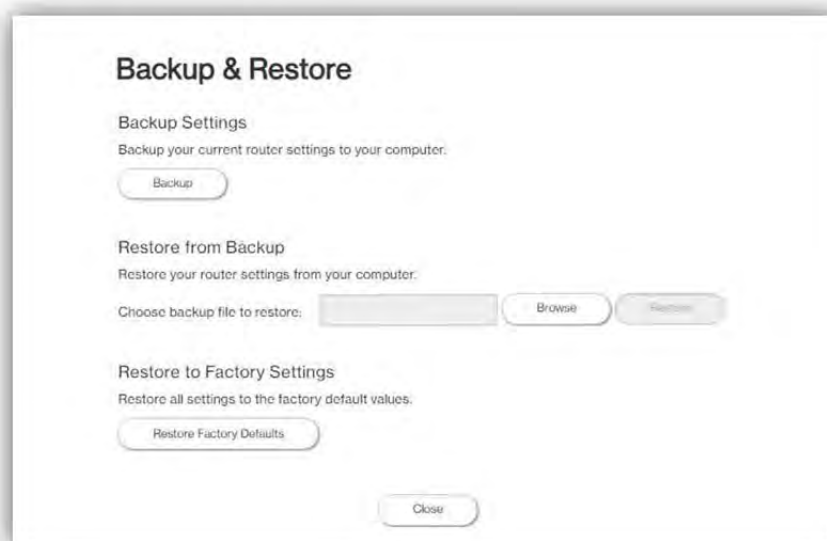 Backup & Restore
Backup Settings
Backup your current router settings to your computer.
Backup
Restore from Backup
Restore your router settings from your computer.
Choose backup file to restore: Browse Restore
Restore to Factory Settings
Restore all settings to the factory default values.
Restore Factory Defaults
Close